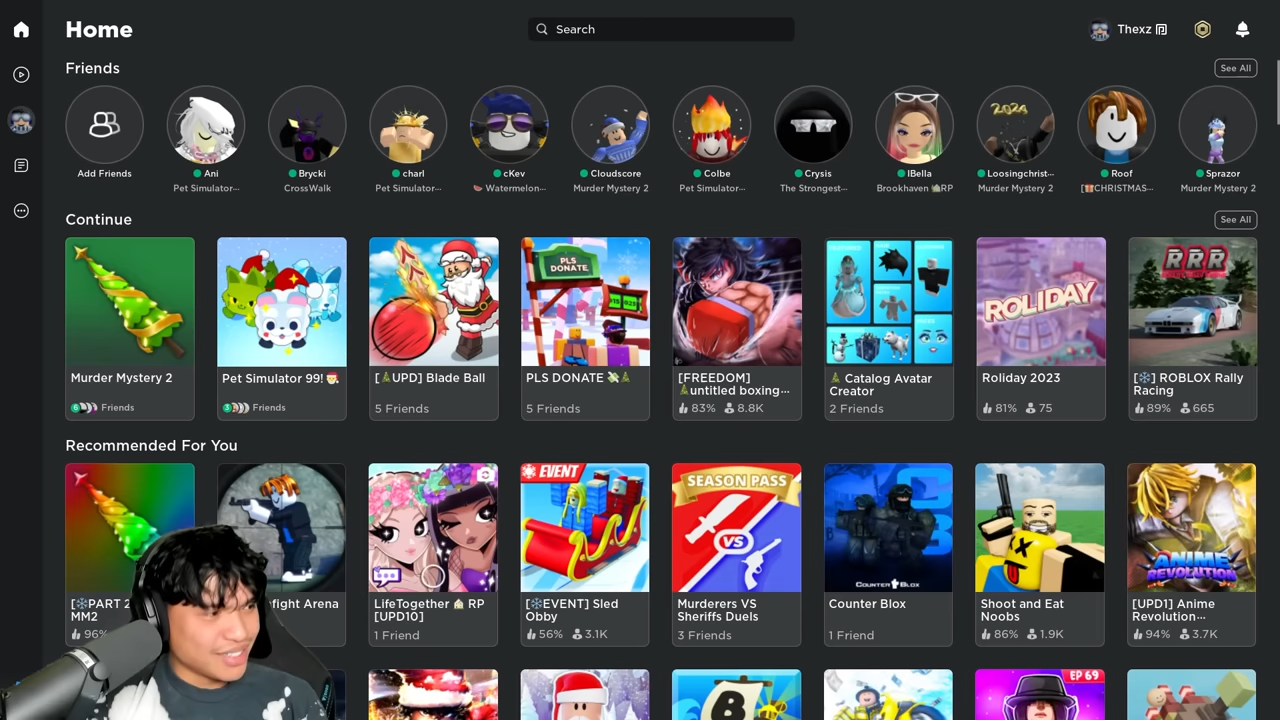 Home
Search
Thexz
Friends
See All
2024
Add Friends
Ani
Brycki
charl
cKev
Cloudscore
Colbe
Crysis
IBella
Loosingchrist···
Roof
Sprazor
Pet Simulator···
CrossWalk
Pet Simulator···
🍉 Watermelon···
Murder Mystery 2
Pet Simulator···
The Strongest···
Brookhaven 🏡RP
Murder Mystery 2
[🎁CHRISTMAS···
Murder Mystery 2
Continue
See All
PLS
DONATE
ROLIDAY
RRR
Murder Mystery 2
6 Friends
Pet Simulator 99! 🎅
3 Friends
[🎄UPD] Blade Ball
5 Friends
PLS DONATE 💸🎄
5 Friends
[FREEDOM]
🎄untitled boxing···
83% 8.8K
🎄 Catalog Avatar
Creator
2 Friends
Roliday 2023
81% 75
[❄️] ROBLOX Rally
Racing
89% 665
Recommended For You
EVENT
SEASON PASS
VS
COUNTER BLOX
ANIME
REVOLUTION
[❄️PART 2
MM2
96%
fight Arena
LifeTogether 🏠 RP
[UPD10]
1 Friend
[❄️EVENT] Sled
Obby
56% 3.1K
Murderers VS
Sheriffs Duels
3 Friends
Counter Blox
1 Friend
Shoot and Eat
Noobs
86% 1.9K
[UPD1] Anime
Revolution···
94% 3.7K
B
EP 69